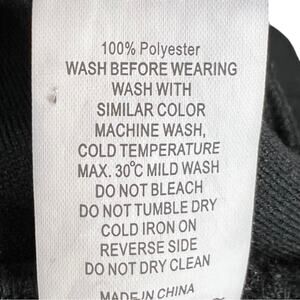 100% Polyester
WASH BEFORE WEARING
WASH WITH
SIMILAR COLOR
MACHINE WASH,
COLD TEMPERATURE
MAX. 30℃ MILD WASH
DO NOT BLEACH
DO NOT TUMBLE DRY
COLD IRON ON
REVERSE SIDE
DO NOT DRY CLEAN
MADE IN CHINA